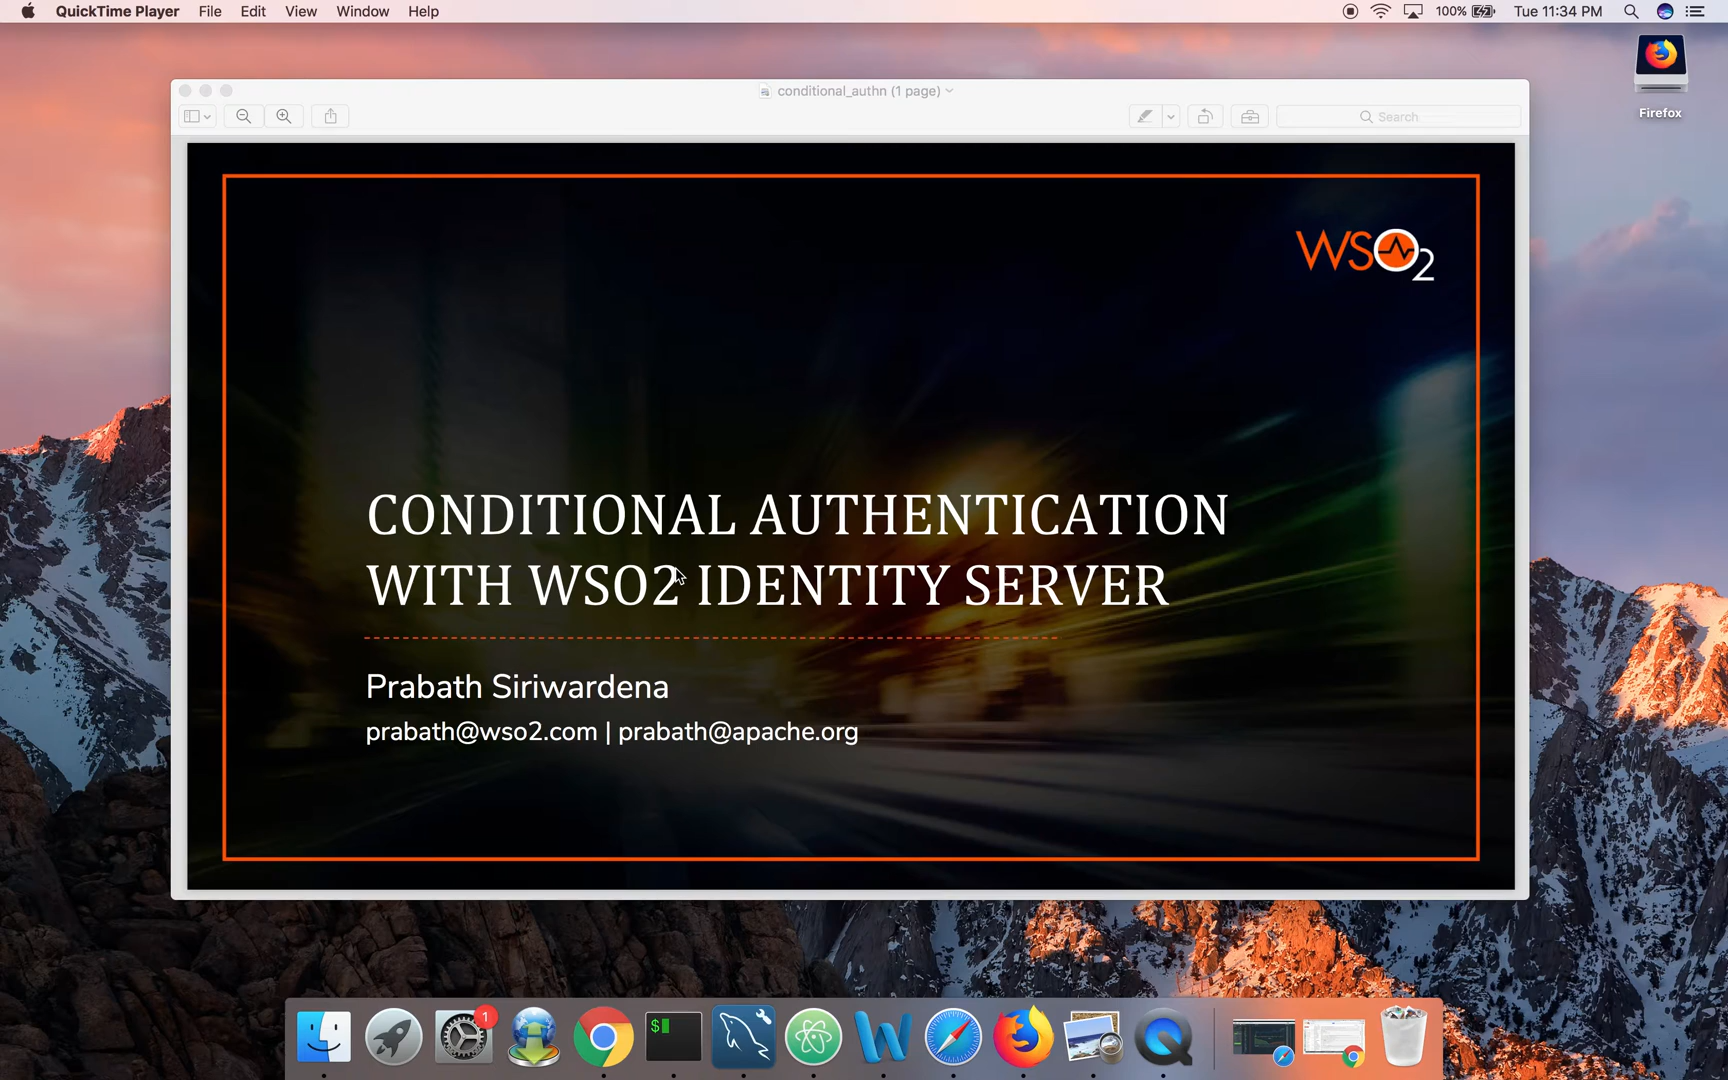 QuickTime Player File Edit View Window Help 100% Tue 11:34 PM
Firefox
conditional_authn (1 page)
Search
WSO2
CONDITIONAL AUTHENTICATION
WITH WSO2 IDENTITY SERVER
Prabath Siriwardena
prabath@wso2.com | prabath@apache.org
1
$
W